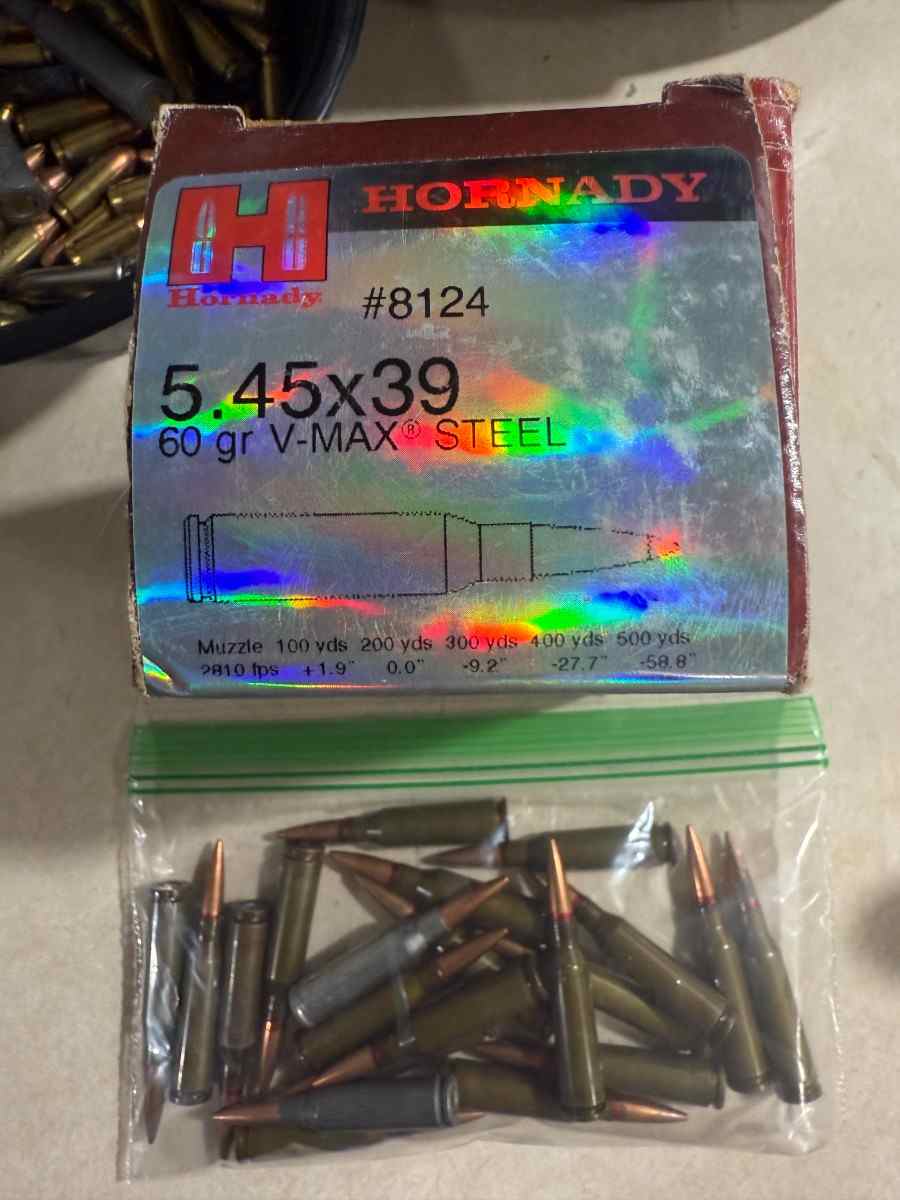 HORNADY
Hornady
#8124
5.45x39
60 gr V-MAX® STEEL
Muzzle 100 yds 200 yds 300 yds 400 yds 500 yds
2810 fps +1.9" 0.0" -9.2" -27.7" -58.8"